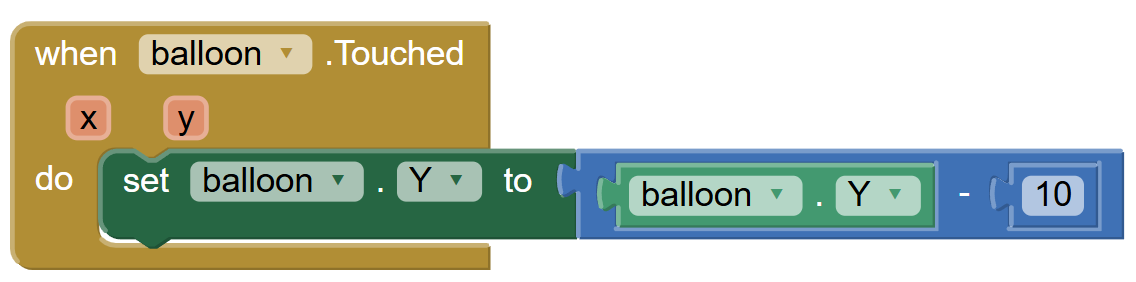 when balloon .Touched
x y
do set balloon . Y to balloon . Y - 10